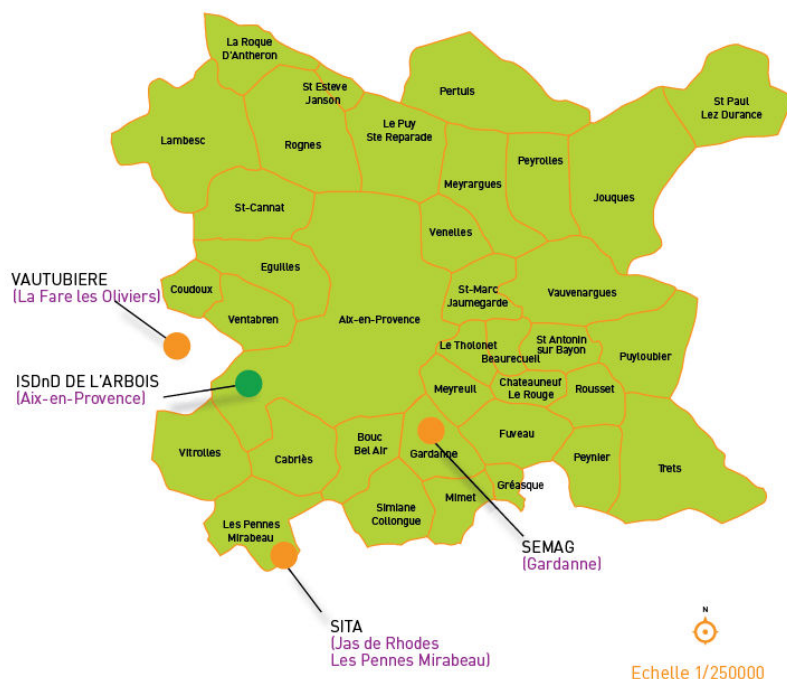 La Roque
D'Antheron
St Esteve
Janson
Pertuis
St Paul
Lez Durance
Lambesc
Rognes
Le Puy
Ste Reparade
Peyrolles
Meyrargues
Jouques
St-Cannat
Venelles
Eguilles
St-Marc
Jaumegarde
Vauvenargues
VAUTUBIERE
(La Fare les Oliviers)
Coudoux
Ventabren
Aix-en-Provence
Le Tholonet
Beaurecueil
St Antonin
sur Bayon
Puyloubier
ISDnD DE L'ARBOIS
(Aix-en-Provence)
Meyreuil
Chateauneuf
Le Rouge
Rousset
Vitrolles
Cabriès
Bouc
Bel Air
Gardanne
Fuveau
Peynier
Trets
Gréasque
Mimet
Simiane
Collongue
Les Pennes
Mirabeau
SEMAG
(Gardanne)
SITA
(Jas de Rhodes
Les Pennes Mirabeau)
N
Echelle 1/250000